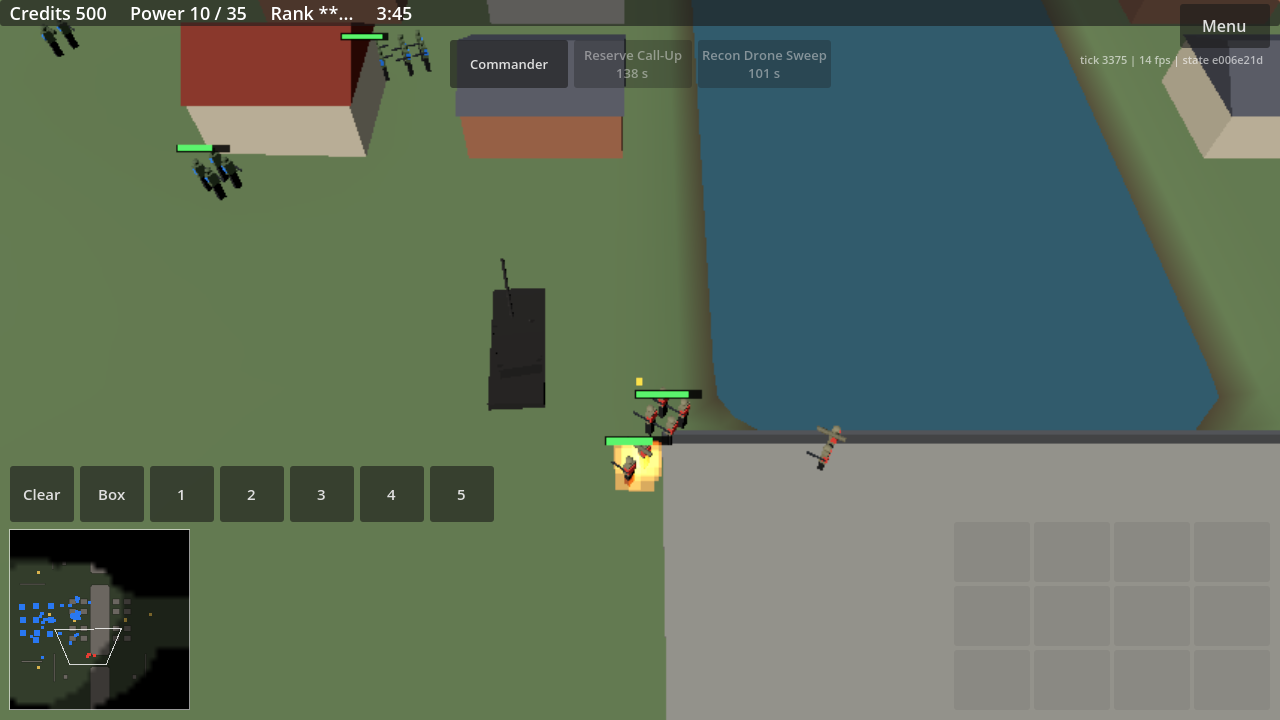 Credits 500 Power 10 / 35 Rank **... 3:45
Menu
Commander
Reserve Call-Up
138 s
Recon Drone Sweep
101 s
tick 3375 | 14 fps | state e006e21d
Clear Box 1 2 3 4 5